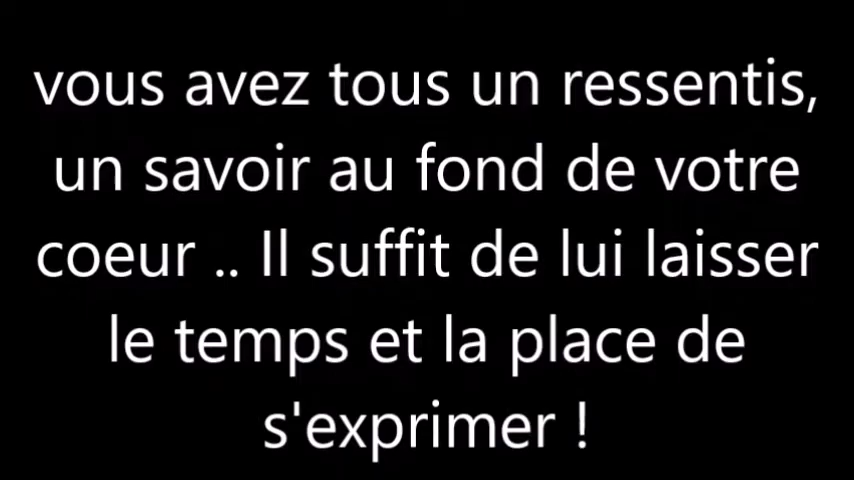 vous avez tous un ressentis,
un savoir au fond de votre
coeur .. Il suffit de lui laisser
le temps et la place de
s'exprimer !